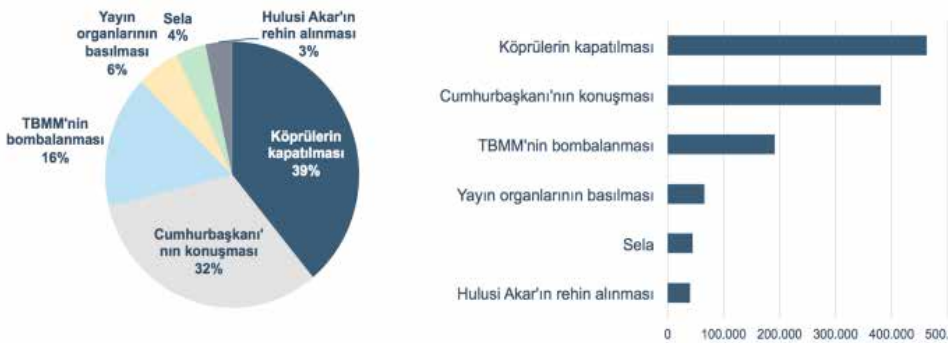 Yayın
organlarının
basılması
6%
Sela
4%
Hulusi Akar'ın
rehin alınması
3%
TBMM'nin
bombalanması
16%
Köprülerin
kapatılması
39%
Cumhurbaşkanı'
nın konuşması
32%
Köprülerin kapatılması
Cumhurbaşkanı'nın konuşması
TBMM'nin bombalanması
Yayın organlarının basılması
Sela
Hulusi Akar'ın rehin alınması
0 100.000 200.000 300.000 400.000 500.